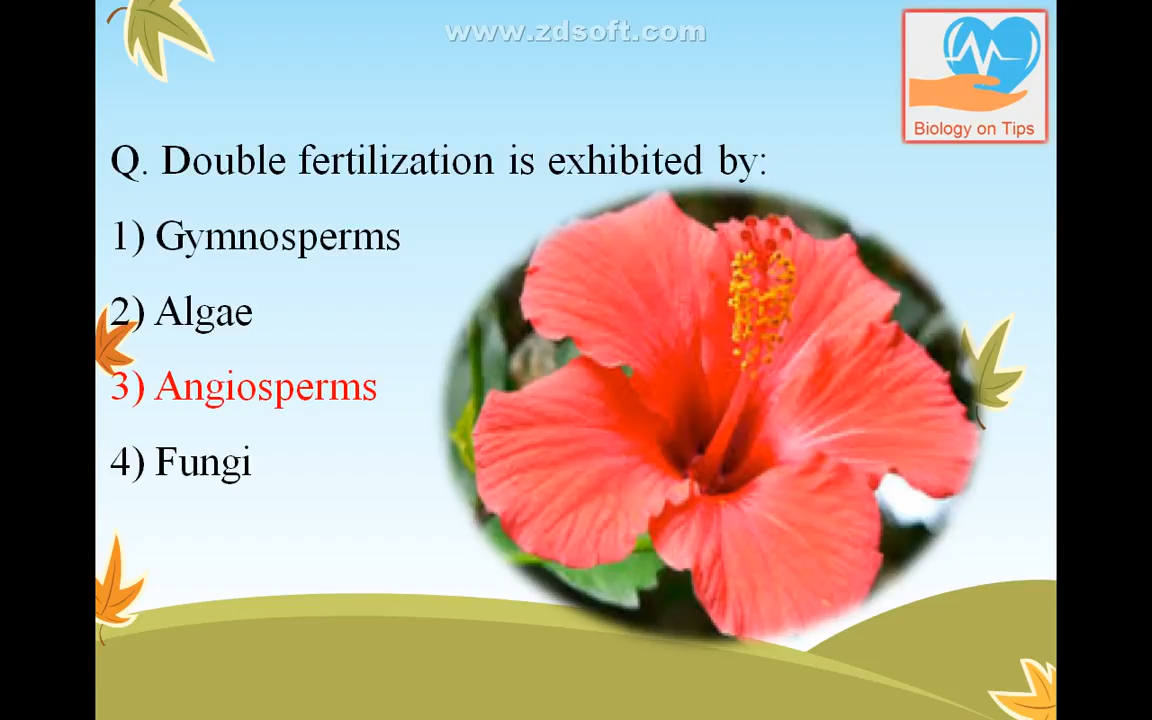 www.zdsoft.com
Biology on Tips
Q. Double fertilization is exhibited by:
1) Gymnosperms
2) Algae
3) Angiosperms
4) Fungi